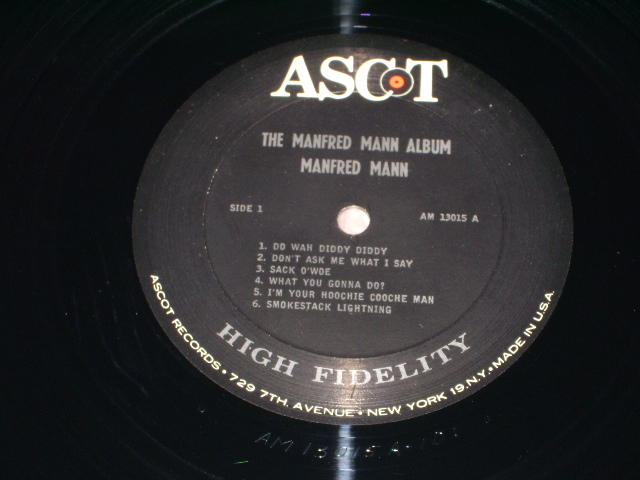 ASCOT
THE MANFRED MANN ALBUM
MANFRED MANN
SIDE 1
AM 13015 A
1. DO WAH DIDDY DIDDY
2. DON'T ASK ME WHAT I SAY
3. SACK O'WOE
4. WHAT YOU GONNA DO?
5. I'M YOUR HOOCHIE COOCHE MAN
6. SMOKESTACK LIGHTNING
HIGH FIDELITY
ASCOT RECORDS • 729 7TH. AVENUE • NEW YORK 19, N.Y. • MADE IN U.S.A.
AM 13015 A